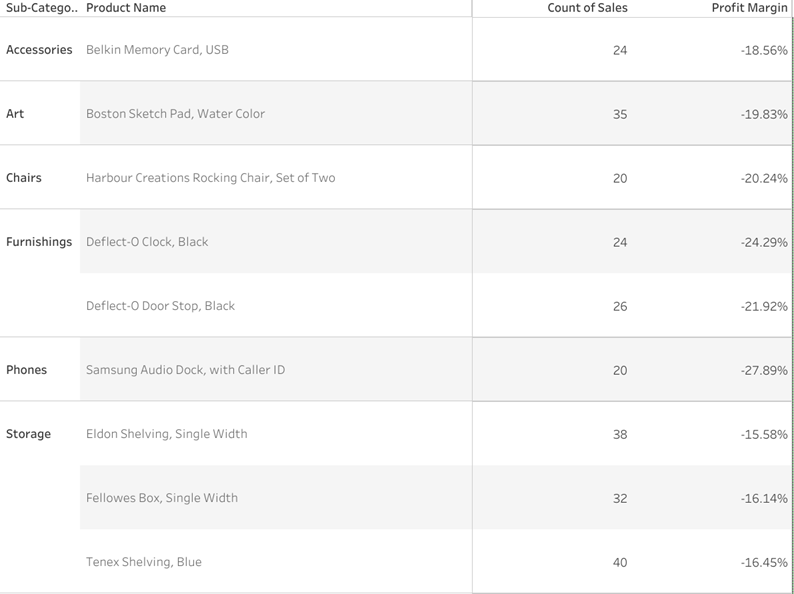 Sub-Catego.. Product Name Count of Sales Profit Margin
Accessories Belkin Memory Card, USB 24 -18.56%
Art Boston Sketch Pad, Water Color 35 -19.83%
Chairs Harbour Creations Rocking Chair, Set of Two 20 -20.24%
Furnishings Deflect-O Clock, Black 24 -24.29%
Deflect-O Door Stop, Black 26 -21.92%
Phones Samsung Audio Dock, with Caller ID 20 -27.89%
Storage Eldon Shelving, Single Width 38 -15.58%
Fellowes Box, Single Width 32 -16.14%
Tenex Shelving, Blue 40 -16.45%